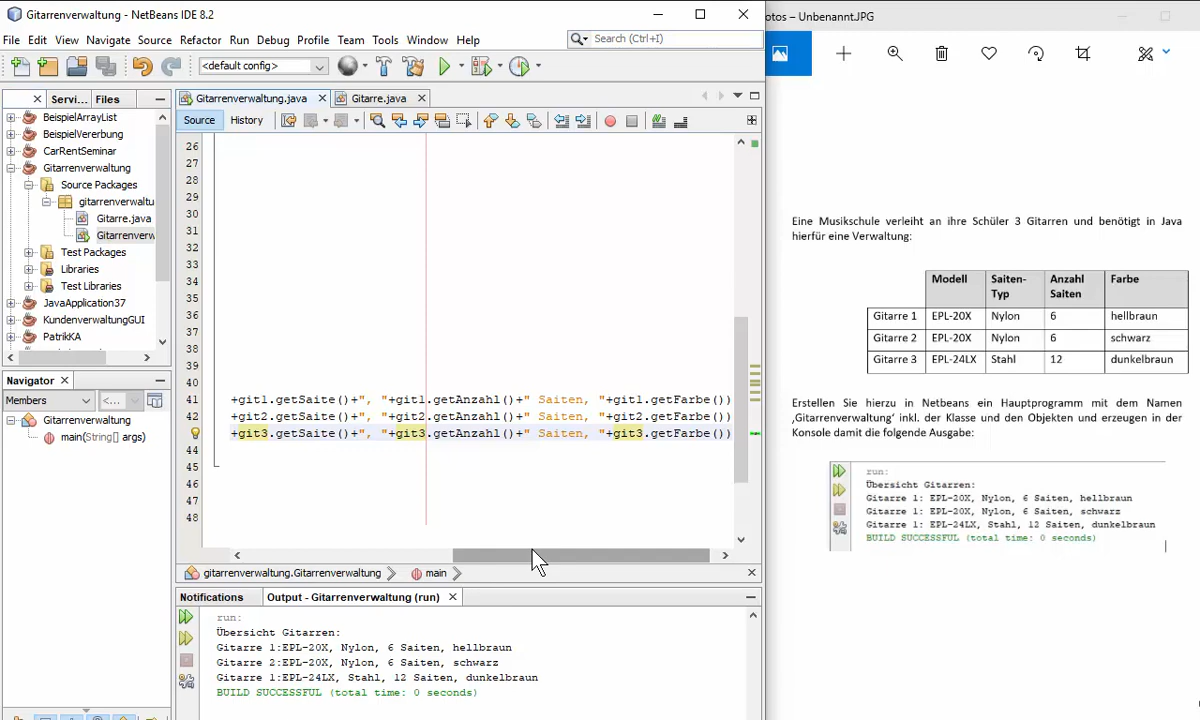 Gitarrenverwaltung - NetBeans IDE 8.2
File Edit View Navigate Source Refactor Run Debug Profile Team Tools Window Help
Search (Ctrl+I)
<default config>
Servi... Files
BeispielArrayList
BeispielVererbung
CarRentSeminar
Gitarrenverwaltung
Source Packages
gitarrenverwaltu
Gitarre.java
Gitarrenverw
Test Packages
Libraries
Test Libraries
JavaApplication37
KundenverwaltungGUI
PatrikKA
Navigator
Members
<...
Gitarrenverwaltung
main(String[] args)
Gitarrenverwaltung.java Gitarre.java
Source History
26
27
28
29
30
31
32
33
34
35
36
37
38
39
40
41 +git1.getSaite()+", "+git1.getAnzahl()+" Saiten, "+git1.getFarbe())
42 +git2.getSaite()+", "+git2.getAnzahl()+" Saiten, "+git2.getFarbe())
+git3.getSaite()+", "+git3.getAnzahl()+" Saiten, "+git3.getFarbe())
44
45
46
47
48
gitarrenverwaltung.Gitarrenverwaltung main
Notifications Output - Gitarrenverwaltung (run)
run:
Übersicht Gitarren:
Gitarre 1:EPL-20X, Nylon, 6 Saiten, hellbraun
Gitarre 2:EPL-20X, Nylon, 6 Saiten, schwarz
Gitarre 3:EPL-24LX, Stahl, 12 Saiten, dunkelbraun
BUILD SUCCESSFUL (total time: 0 seconds)
otos – Unbenannt.JPG
Eine Musikschule verleiht an ihre Schüler 3 Gitarren und benötigt in Java
hierfür eine Verwaltung:
Modell Saiten-Typ Anzahl Saiten Farbe
Gitarre 1 EPL-20X Nylon 6 hellbraun
Gitarre 2 EPL-20X Nylon 6 schwarz
Gitarre 3 EPL-24LX Stahl 12 dunkelbraun
Erstellen Sie hierzu in Netbeans ein Hauptprogramm mit dem Namen
‚Gitarrenverwaltung‘ inkl. der Klasse und den Objekten und erzeugen in der
Konsole damit die folgende Ausgabe:
run:
Übersicht Gitarren:
Gitarre 1: EPL-20X, Nylon, 6 Saiten, hellbraun
Gitarre 2: EPL-20X, Nylon, 6 Saiten, schwarz
Gitarre 3: EPL-24LX, Stahl, 12 Saiten, dunkelbraun
BUILD SUCCESSFUL (total time: 0 seconds)